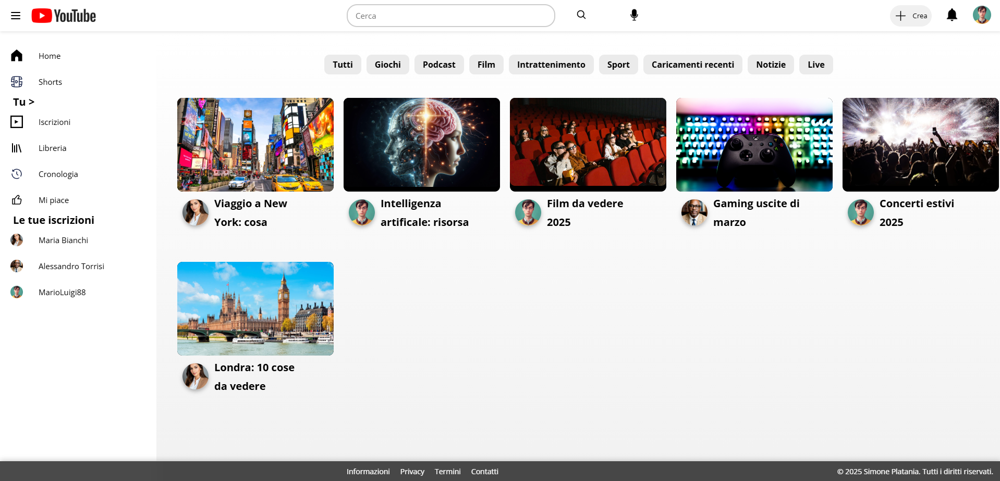 YouTube
Cerca
Crea
Home
Shorts
Tu >
Iscrizioni
Libreria
Cronologia
Mi piace
Le tue iscrizioni
Maria Bianchi
Alessandro Torrisi
MarioLuigi88
Tutti
Giochi
Podcast
Film
Intrattenimento
Sport
Caricamenti recenti
Notizie
Live
Viaggio a New
York: cosa
Intelligenza
artificale: risorsa
Film da vedere
2025
Gaming uscite di
marzo
Concerti estivi
2025
Londra: 10 cose
da vedere
Informazioni
Privacy
Termini
Contatti
© 2025 Simone Platania. Tutti i diritti riservati.